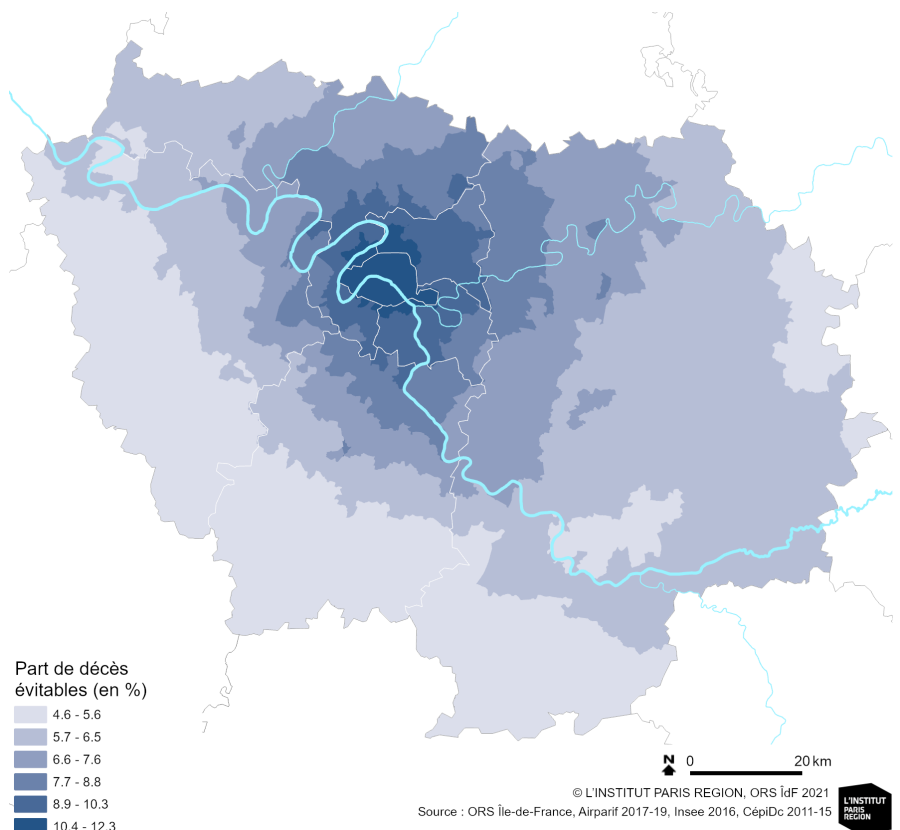 Part de décès
évitables (en %)
4.6 - 5.6
5.7 - 6.5
6.6 - 7.6
7.7 - 8.8
8.9 - 10.3
10.4 - 12.3
N 0 20 km
© L'INSTITUT PARIS REGION, ORS ÎdF 2021
Source : ORS Île-de-France, Airparif 2017-19, Insee 2016, CépiDc 2011-15
L'INSTITUT
PARIS
REGION